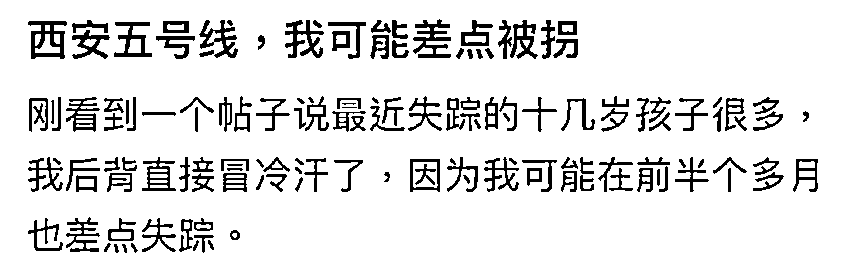 西安五号线，我可能差点被拐
刚看到一个帖子说最近失踪的十几岁孩子很多，
我后背直接冒冷汗了，因为我可能在前半个多月
也差点失踪。